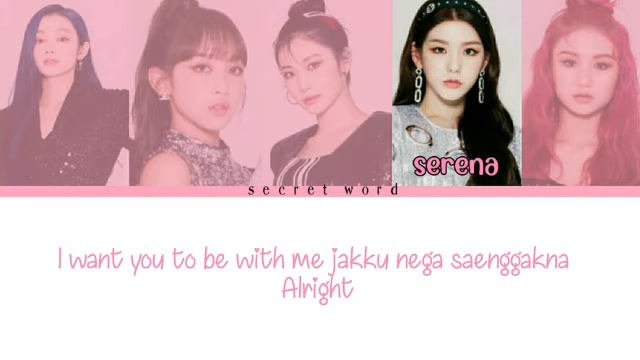 serena
secret word
I want you to be with me jakku nega saenggakna
Alright